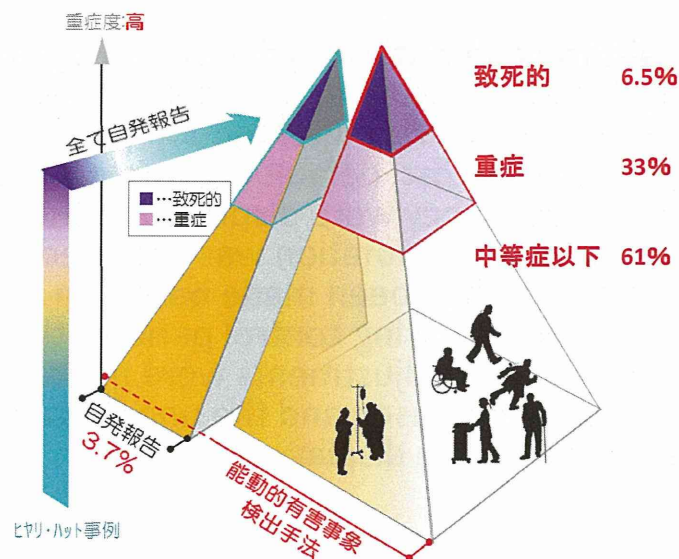 重症度:高
致死的 6.5%
全て自発報告
重症 33%
■…致死的
■…重症
中等症以下 61%
自発報告
3.7%
能動的有害事象
検出手法
ヒヤリ・ハット事例